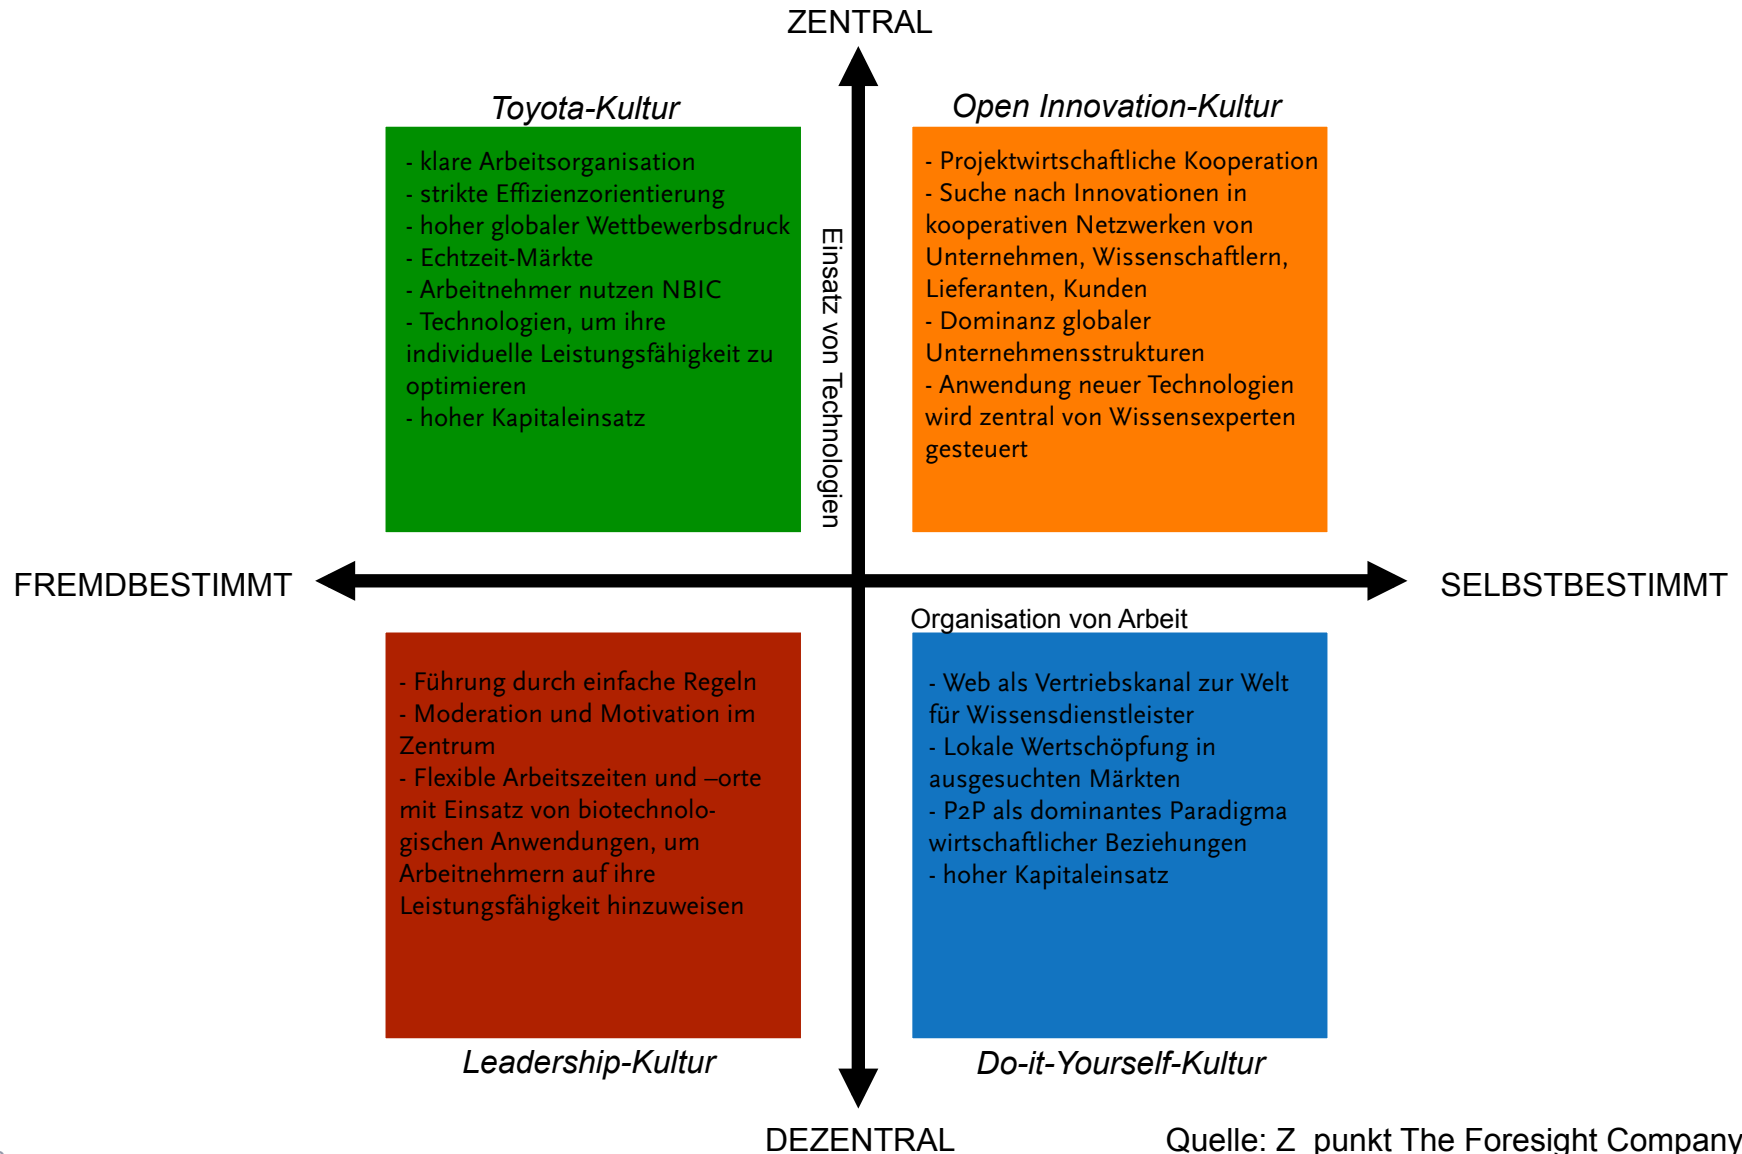 ZENTRAL
Toyota-Kultur
- klare Arbeitsorganisation
- strikte Effizienzorientierung
- hoher globaler Wettbewerbsdruck
- Echtzeit-Märkte
- Arbeitnehmer nutzen NBIC
- Technologien, um ihre
individuelle Leistungsfähigkeit zu
optimieren
- hoher Kapitaleinsatz
Einsatz von Technologien
Open Innovation-Kultur
- Projektwirtschaftliche Kooperation
- Suche nach Innovationen in
kooperativen Netzwerken von
Unternehmen, Wissenschaftlern,
Lieferanten, Kunden
- Dominanz globaler
Unternehmensstrukturen
- Anwendung neuer Technologien
wird zentral von Wissensexperten
gesteuert
FREMDBESTIMMT
SELBSTBESTIMMT
Organisation von Arbeit
- Führung durch einfache Regeln
- Moderation und Motivation im
Zentrum
- Flexible Arbeitszeiten und –orte
mit Einsatz von biotechnolo-
gischen Anwendungen, um
Arbeitnehmern auf ihre
Leistungsfähigkeit hinzuweisen
Leadership-Kultur
- Web als Vertriebskanal zur Welt
für Wissensdienstleister
- Lokale Wertschöpfung in
ausgesuchten Märkten
- P2P als dominantes Paradigma
wirtschaftlicher Beziehungen
- hoher Kapitaleinsatz
Do-it-Yourself-Kultur
DEZENTRAL
Quelle: Z_punkt The Foresight Company